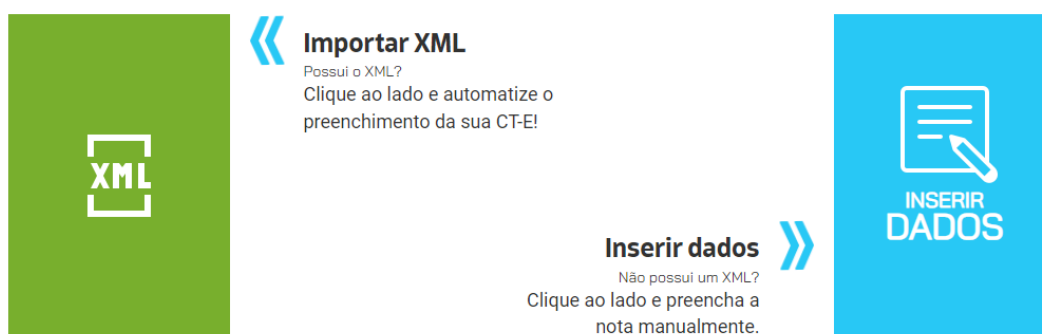 XML
Importar XML
Possui o XML?
Clique ao lado e automatize o
preenchimento da sua CT-E!
Inserir dados
Não possui um XML?
Clique ao lado e preencha a
nota manualmente.
INSERIR
DADOS